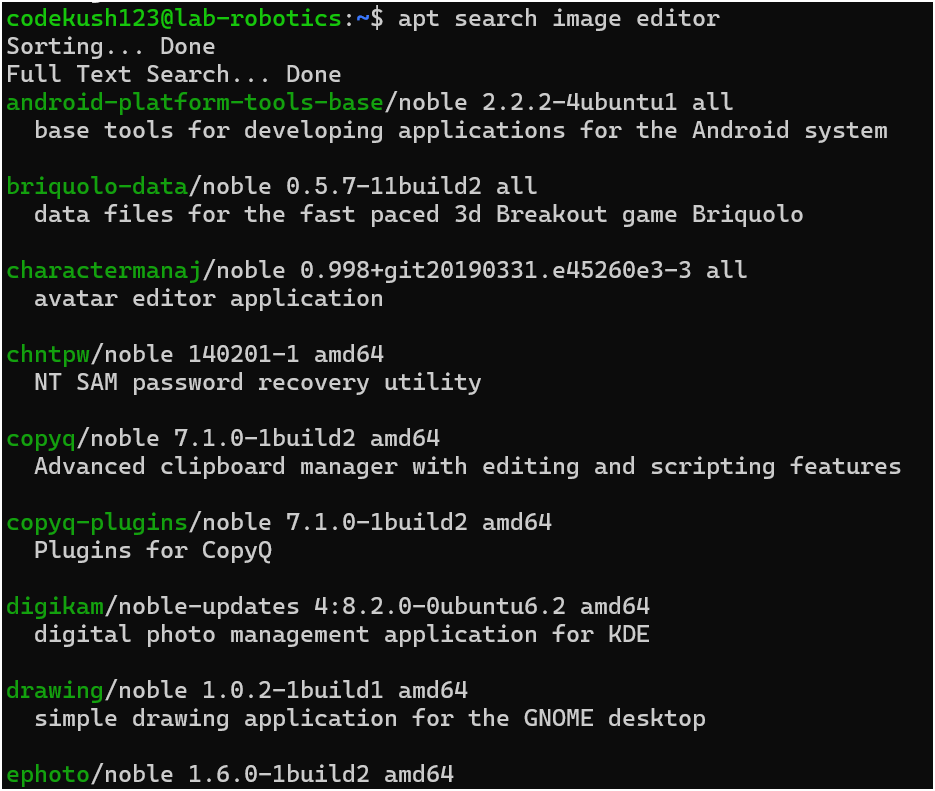 codekush123@lab-robotics:~$ apt search image editor
Sorting... Done
Full Text Search... Done
android-platform-tools-base/noble 2.2.2-4ubuntu1 all
  base tools for developing applications for the Android system

briquolo-data/noble 0.5.7-11build2 all
  data files for the fast paced 3d Breakout game Briquolo

charactermanaj/noble 0.998+git20190331.e45260e3-3 all
  avatar editor application

chntpw/noble 140201-1 amd64
  NT SAM password recovery utility

copyq/noble 7.1.0-1build2 amd64
  Advanced clipboard manager with editing and scripting features

copyq-plugins/noble 7.1.0-1build2 amd64
  Plugins for CopyQ

digikam/noble-updates 4:8.2.0-0ubuntu6.2 amd64
  digital photo management application for KDE

drawing/noble 1.0.2-1build1 amd64
  simple drawing application for the GNOME desktop

ephoto/noble 1.6.0-1build2 amd64